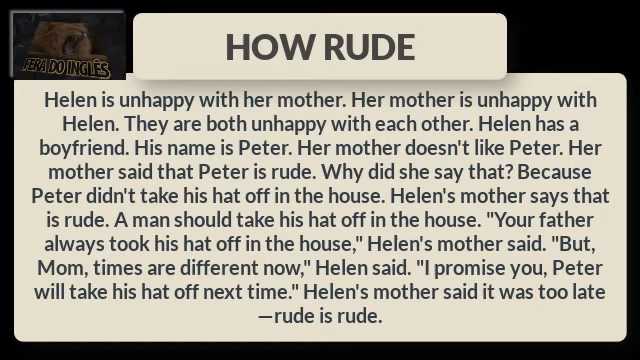 FERA DO INGLÊS
HOW RUDE
Helen is unhappy with her mother. Her mother is unhappy with
Helen. They are both unhappy with each other. Helen has a
boyfriend. His name is Peter. Her mother doesn't like Peter. Her
mother said that Peter is rude. Why did she say that? Because
Peter didn't take his hat off in the house. Helen's mother says that
is rude. A man should take his hat off in the house. "Your father
always took his hat off in the house," Helen's mother said. "But,
Mom, times are different now," Helen said. "I promise you, Peter
will take his hat off next time." Helen's mother said it was too late
—rude is rude.